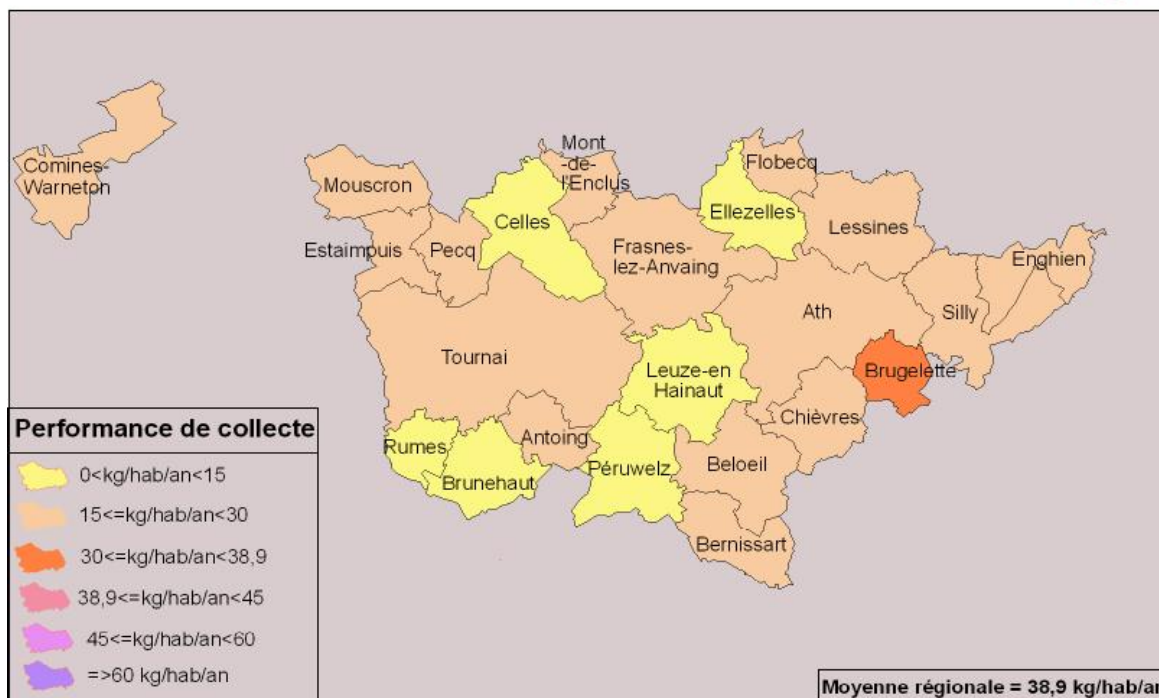 Comines-
Warneton
Mouscron
Estaimpuis
Pecq
Celles
Mont
-de-
l'Enclus
Flobecq
Ellezelles
Lessines
Frasnes-
lez-Anvaing
Enghien
Silly
Ath
Tournai
Leuze-en
Hainaut
Brugelette
Chièvres
Rumes
Antoing
Brunehaut
Péruwelz
Beloeil
Bernissart
Performance de collecte
0<kg/hab/an<15
15<=kg/hab/an<30
30<=kg/hab/an<38,9
38,9<=kg/hab/an<45
45<=kg/hab/an<60
=>60 kg/hab/an
Moyenne régionale = 38,9 kg/hab/an